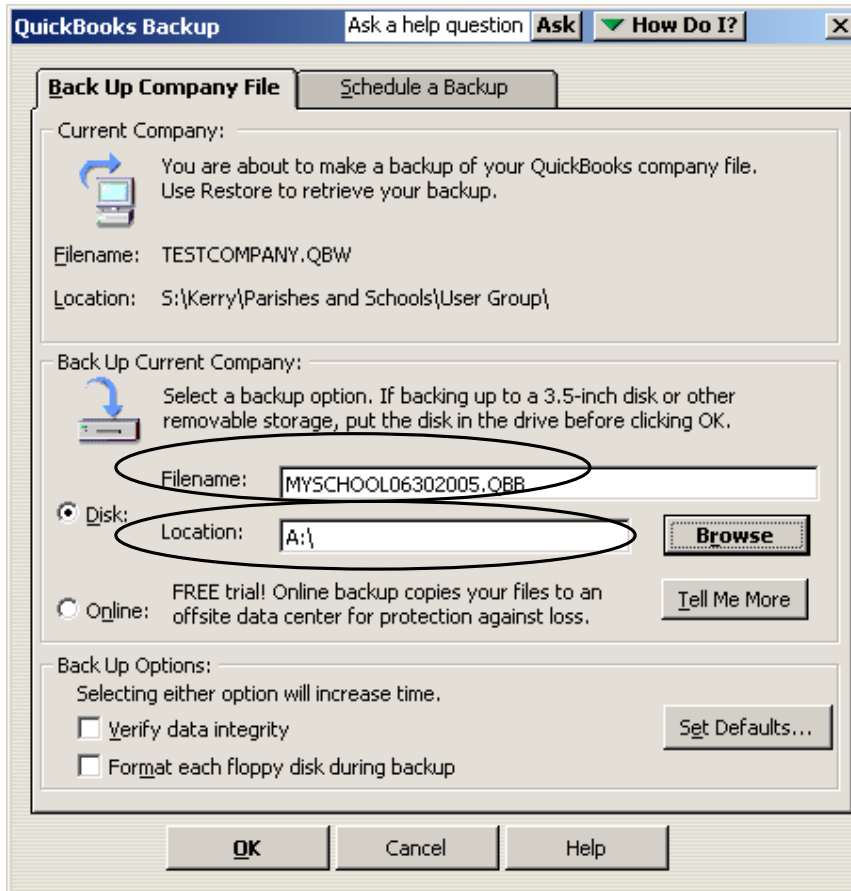 QuickBooks Backup Ask a help question Ask How Do I? X
Back Up Company File Schedule a Backup
Current Company:
You are about to make a backup of your QuickBooks company file.
Use Restore to retrieve your backup.
Filename: TESTCOMPANY.QBW
Location: S:\Kerry\Parishes and Schools\User Group\
Back Up Current Company:
Select a backup option. If backing up to a 3.5-inch disk or other
removable storage, put the disk in the drive before clicking OK.
Filename: MYSCHOOL06302005.QBB
Disk:
Location: A:\ Browse
Online: FREE trial! Online backup copies your files to an
offsite data center for protection against loss.
Tell Me More
Back Up Options:
Selecting either option will increase time.
Verify data integrity
Set Defaults...
Format each floppy disk during backup
OK Cancel Help